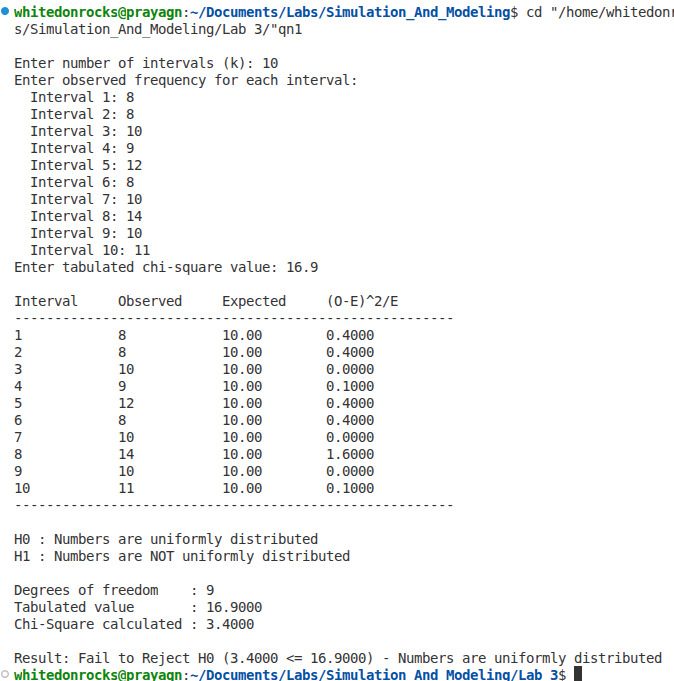 whitedonrocks@prayagn:~/Documents/Labs/Simulation_And_Modeling$ cd "/home/whitedonr
s/Simulation_And_Modeling/Lab 3/"qn1
Enter number of intervals (k): 10
Enter observed frequency for each interval:
Interval 1: 8
Interval 2: 8
Interval 3: 10
Interval 4: 9
Interval 5: 12
Interval 6: 8
Interval 7: 10
Interval 8: 14
Interval 9: 10
Interval 10: 11
Enter tabulated chi-square value: 16.9
Interval Observed Expected (O-E)^2/E
-------------------------------------------------------
1 8 10.00 0.4000
2 8 10.00 0.4000
3 10 10.00 0.0000
4 9 10.00 0.1000
5 12 10.00 0.4000
6 8 10.00 0.4000
7 10 10.00 0.0000
8 14 10.00 1.6000
9 10 10.00 0.0000
10 11 10.00 0.1000
-------------------------------------------------------
H0 : Numbers are uniformly distributed
H1 : Numbers are NOT uniformly distributed
Degrees of freedom : 9
Tabulated value : 16.9000
Chi-Square calculated : 3.4000
Result: Fail to Reject H0 (3.4000 <= 16.9000) - Numbers are uniformly distributed
whitedonrocks@prayagn:~/Documents/Labs/Simulation_And_Modeling/Lab 3$